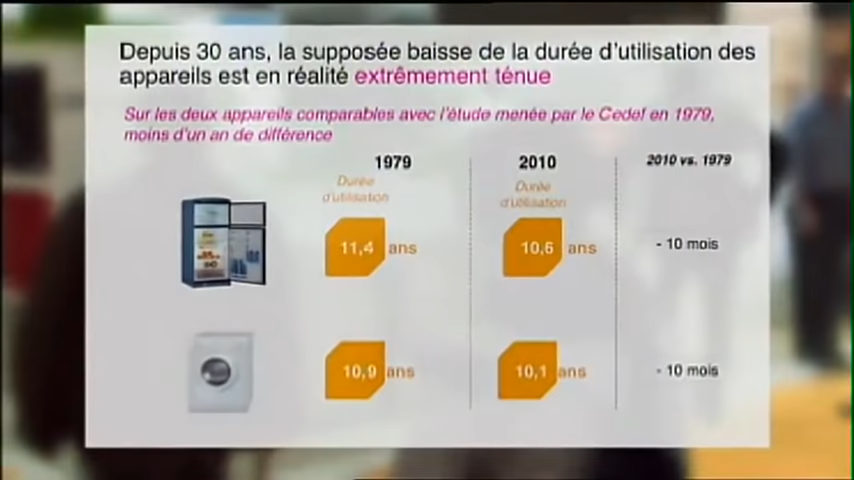 Depuis 30 ans, la supposée baisse de la durée d'utilisation des
appareils est en réalité extrêmement ténue
Sur les deux appareils comparables avec l'étude menée par le Cedef en 1979,
moins d'un an de différence
1979 2010 2010 vs. 1979
Durée Durée
d'utilisation d'utilisation
11,4 ans 10,6 ans - 10 mois
10,9 ans 10,1 ans - 10 mois